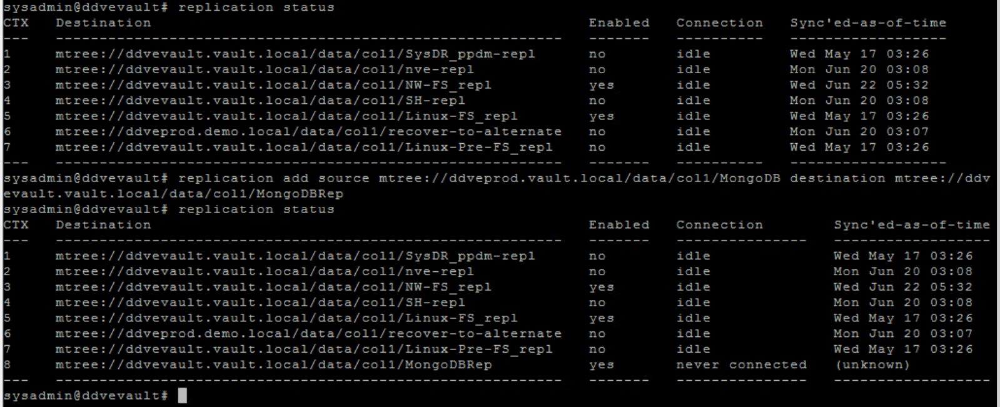 sysadmin@ddvevault# replication status
CTX   Destination                                                  Enabled   Connection   Sync'ed-as-of-time
---   ----------------------------------------------------------   -------   ----------   ------------------
1     mtree://ddvevault.vault.local/data/col1/SysDR_ppdm-repl      no        idle         Wed May 17 03:26
2     mtree://ddvevault.vault.local/data/col1/nve-repl             no        idle         Mon Jun 20 03:08
3     mtree://ddvevault.vault.local/data/col1/NW-FS_repl           yes       idle         Wed Jun 22 05:32
4     mtree://ddvevault.vault.local/data/col1/SH-repl              no        idle         Mon Jun 20 03:08
5     mtree://ddvevault.vault.local/data/col1/Linux-FS_repl        yes       idle         Wed May 17 03:26
6     mtree://ddveprod.demo.local/data/col1/recover-to-alternate   no        idle         Mon Jun 20 03:07
7     mtree://ddvevault.vault.local/data/col1/Linux-Pre-FS_repl    no        idle         Wed May 17 03:26
---   ----------------------------------------------------------   -------   ----------   ------------------
sysadmin@ddvevault# replication add source mtree://ddveprod.vault.local/data/col1/MongoDB destination mtree://ddv
evault.vault.local/data/col1/MongoDBRep
sysadmin@ddvevault# replication status
CTX   Destination                                                  Enabled   Connection        Sync'ed-as-of-time
---   ----------------------------------------------------------   -------   ---------------   ------------------
1     mtree://ddvevault.vault.local/data/col1/SysDR_ppdm-repl      no        idle              Wed May 17 03:26
2     mtree://ddvevault.vault.local/data/col1/nve-repl             no        idle              Mon Jun 20 03:08
3     mtree://ddvevault.vault.local/data/col1/NW-FS_repl           yes       idle              Wed Jun 22 05:32
4     mtree://ddvevault.vault.local/data/col1/SH-repl              no        idle              Mon Jun 20 03:08
5     mtree://ddvevault.vault.local/data/col1/Linux-FS_repl        yes       idle              Wed May 17 03:26
6     mtree://ddveprod.demo.local/data/col1/recover-to-alternate   no        idle              Mon Jun 20 03:07
7     mtree://ddvevault.vault.local/data/col1/Linux-Pre-FS_repl    no        idle              Wed May 17 03:26
8     mtree://ddvevault.vault.local/data/col1/MongoDBRep           yes       never connected   (unknown)
---   ----------------------------------------------------------   -------   ---------------   ------------------
sysadmin@ddvevault#